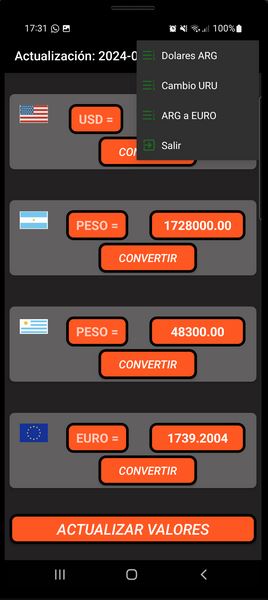 17:31 100%
Actualización: 2024-0
Dolares ARG
Cambio URU
ARG a EURO
Salir
USD =
CON
PESO = 1728000.00
CONVERTIR
PESO = 48300.00
CONVERTIR
EURO = 1739.2004
CONVERTIR
ACTUALIZAR VALORES